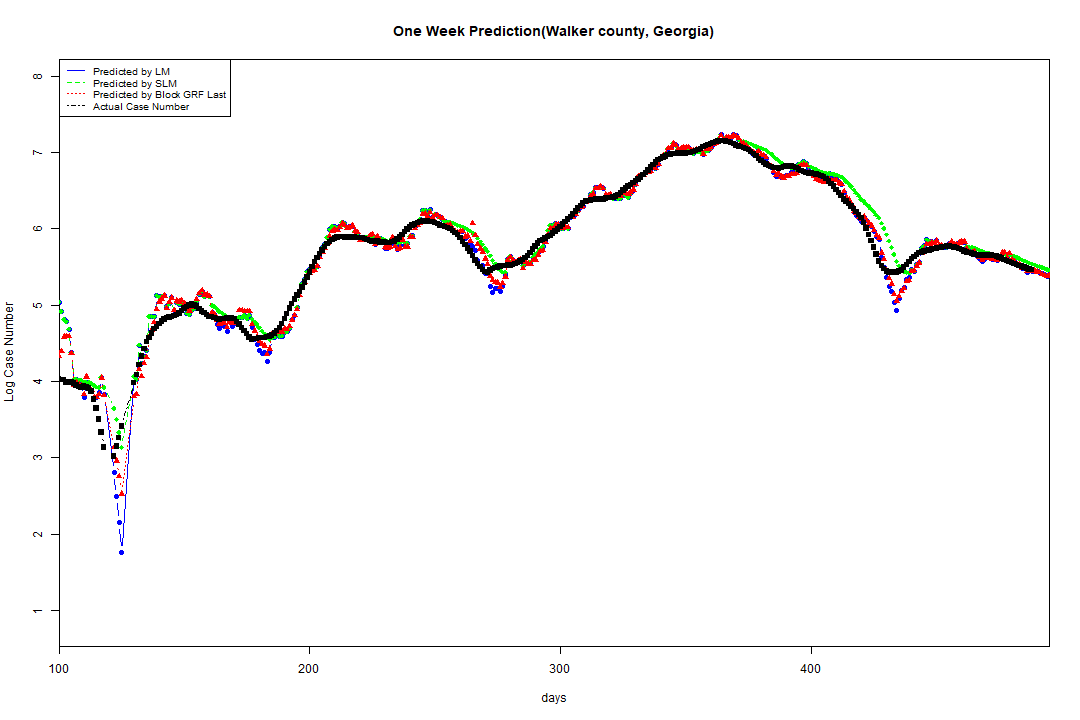 One Week Prediction(Walker county, Georgia)
Predicted by LM
Predicted by SLM
Predicted by Block GRF Last
Actual Case Number
8
7
6
5
4
3
2
1
Log Case Number
100 200 300 400
days